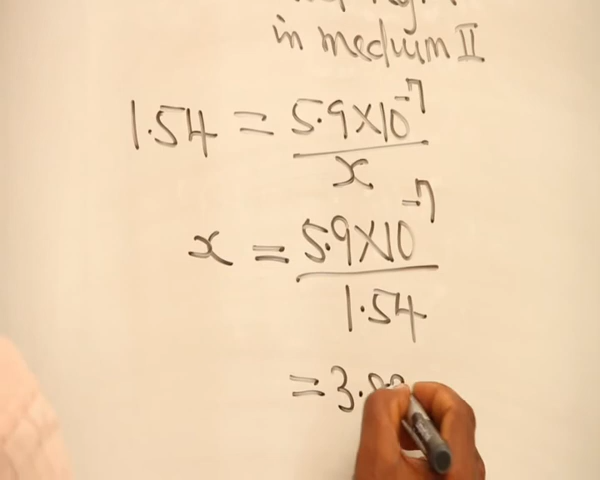 in medium II
1.54 = 5.9×10⁻⁷
x
x = 5.9×10⁻⁷
1.54
= 3.